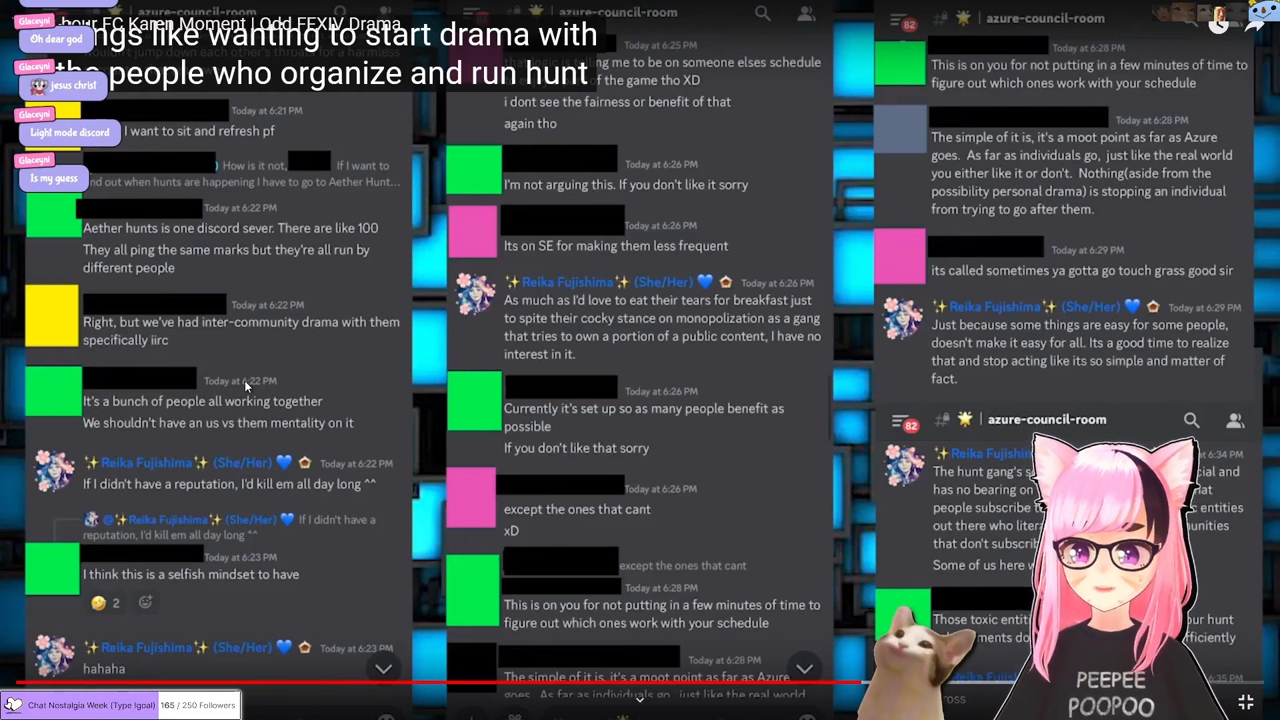 hour FC Karen Moment | Odd FFXIV Drama
ngs like wanting to start drama with
the people who organize and run hunt
Glaceyni
Oh dear god
Glaceyni
jesus christ
Glaceyni
Light mode discord
Glaceyni
Is my guess
Today at 6:21 PM
I want to sit and refresh pf
How is it not, If I want to
find out when hunts are happening I have to go to Aether Hunt...
Today at 6:22 PM
Aether hunts is one discord sever. There are like 100
They all ping the same marks but they're all run by
different people
Today at 6:22 PM
Right, but we've had inter-community drama with them
specifically iirc
Today at 6:22 PM
It's a bunch of people all working together
We shouldn't have an us vs them mentality on it
✨Reika Fujishima✨ (She/Her) 💙 Today at 6:22 PM
If I didn't have a reputation, I'd kill em all day long ^^
@✨Reika Fujishima✨ (She/Her) 💙 If I didn't have a
reputation, I'd kill em all day long ^^
Today at 6:23 PM
I think this is a selfish mindset to have
2
✨Reika Fujishima✨ (She/Her) 💙 Today at 6:23 PM
hahaha
azure-council-room
Today at 6:25 PM
that logic is telling me to be on someone elses schedule
of the game tho XD
i dont see the fairness or benefit of that
again tho
Today at 6:26 PM
I'm not arguing this. If you don't like it sorry
Today at 6:26 PM
Its on SE for making them less frequent
✨Reika Fujishima✨ (She/Her) 💙 Today at 6:26 PM
As much as I'd love to eat their tears for breakfast just
to spite their cocky stance on monopolization as a gang
that tries to own a portion of a public content, I have no
interest in it.
Today at 6:26 PM
Currently it's set up so as many people benefit as
possible
If you don't like that sorry
Today at 6:26 PM
except the ones that cant
xD
except the ones that cant
Today at 6:28 PM
This is on you for not putting in a few minutes of time to
figure out which ones work with your schedule
Today at 6:28 PM
The simple of it is, it's a moot point as far as Azure
goes. As far as individuals go, just like the real world
82
azure-council-room
Today at 6:28 PM
This is on you for not putting in a few minutes of time to
figure out which ones work with your schedule
Today at 6:28 PM
The simple of it is, it's a moot point as far as Azure
goes. As far as individuals go, just like the real world
you either like it or don't. Nothing(aside from the
possibility personal drama) is stopping an individual
from trying to go after them.
Today at 6:29 PM
its called sometimes ya gotta go touch grass good sir
✨Reika Fujishima✨ (She/Her) 💙 Today at 6:29 PM
Just because some things are easy for some people,
doesn't make it easy for all. Its a good time to realize
that and stop acting like its so simple and matter of
fact.
82
azure-council-room
✨Reika Fujishim 6:34 PM
The hunt gang's s cial and
has no bearing on hat
people subscribe t entities
out there who litera unities
that don't subscrib
Some of us here w
Those toxic entiti ur hunt
ments do fficiently
6:35 PM
ross
PEEPEE
POOPOO
Chat Nostalgia Week (Type !goal) 165 / 250 Followers